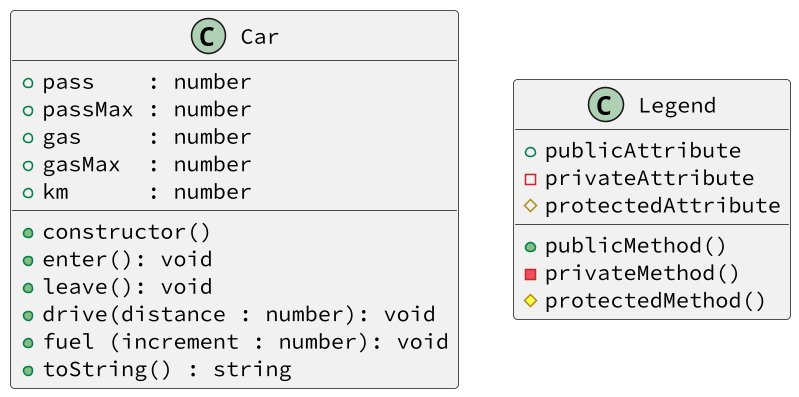 C Car
pass : number
passMax : number
gas : number
gasMax : number
km : number
constructor()
enter(): void
leave(): void
drive(distance : number): void
fuel (increment : number): void
toString() : string
C Legend
publicAttribute
privateAttribute
protectedAttribute
publicMethod()
privateMethod()
protectedMethod()